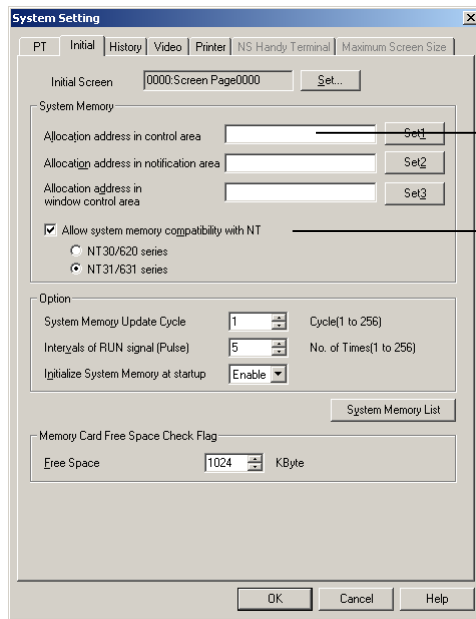 System Setting
PT Initial History Video Printer NS Handy Terminal Maximum Screen Size
Initial Screen 0000:Screen Page0000 Set...
System Memory
Allocation address in control area Set1
Allocation address in notification area Set2
Allocation address in
window control area Set3
Allow system memory compatibility with NT
NT30/620 series
NT31/631 series
Option
System Memory Update Cycle 1 Cycle(1 to 256)
Intervals of RUN signal (Pulse) 5 No. of Times(1 to 256)
Initialize System Memory at startup Enable
System Memory List
Memory Card Free Space Check Flag
Free Space 1024 KByte
OK Cancel Help